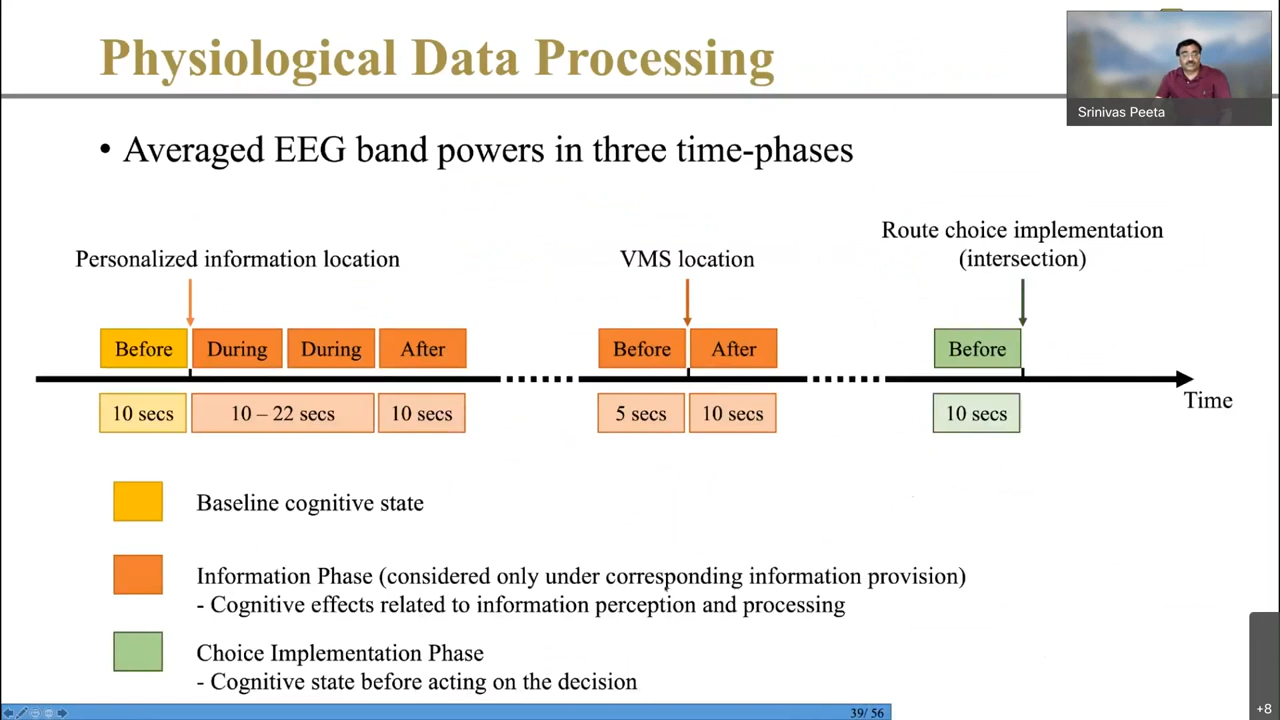 Physiological Data Processing
Srinivas Peeta
• Averaged EEG band powers in three time-phases
Personalized information location
VMS location
Route choice implementation
(intersection)
Before
During
During
After
Before
After
Before
10 secs
10 – 22 secs
10 secs
5 secs
10 secs
10 secs
Time
Baseline cognitive state
Information Phase (considered only under corresponding information provision)
- Cognitive effects related to information perception and processing
Choice Implementation Phase
- Cognitive state before acting on the decision
39/ 56
+8